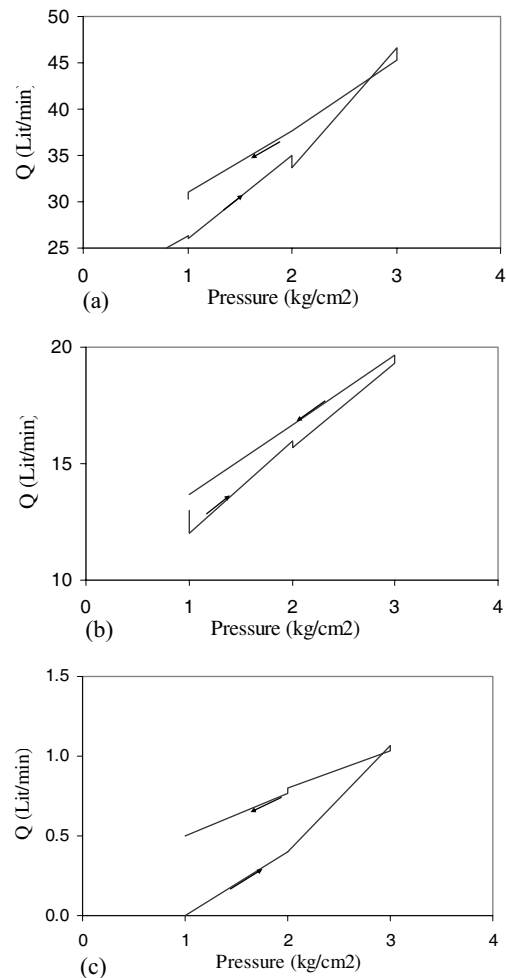 50
45
40
35
30
25
Q (Lit/min)
0 1 2 3 4
(a) Pressure (kg/cm2)
20
15
10
Q (Lit/min)
0 1 2 3 4
(b) Pressure (kg/cm2)
1.5
1.0
0.5
0.0
Q (Lit/min)
0 1 2 3 4
(c) Pressure (kg/cm2)